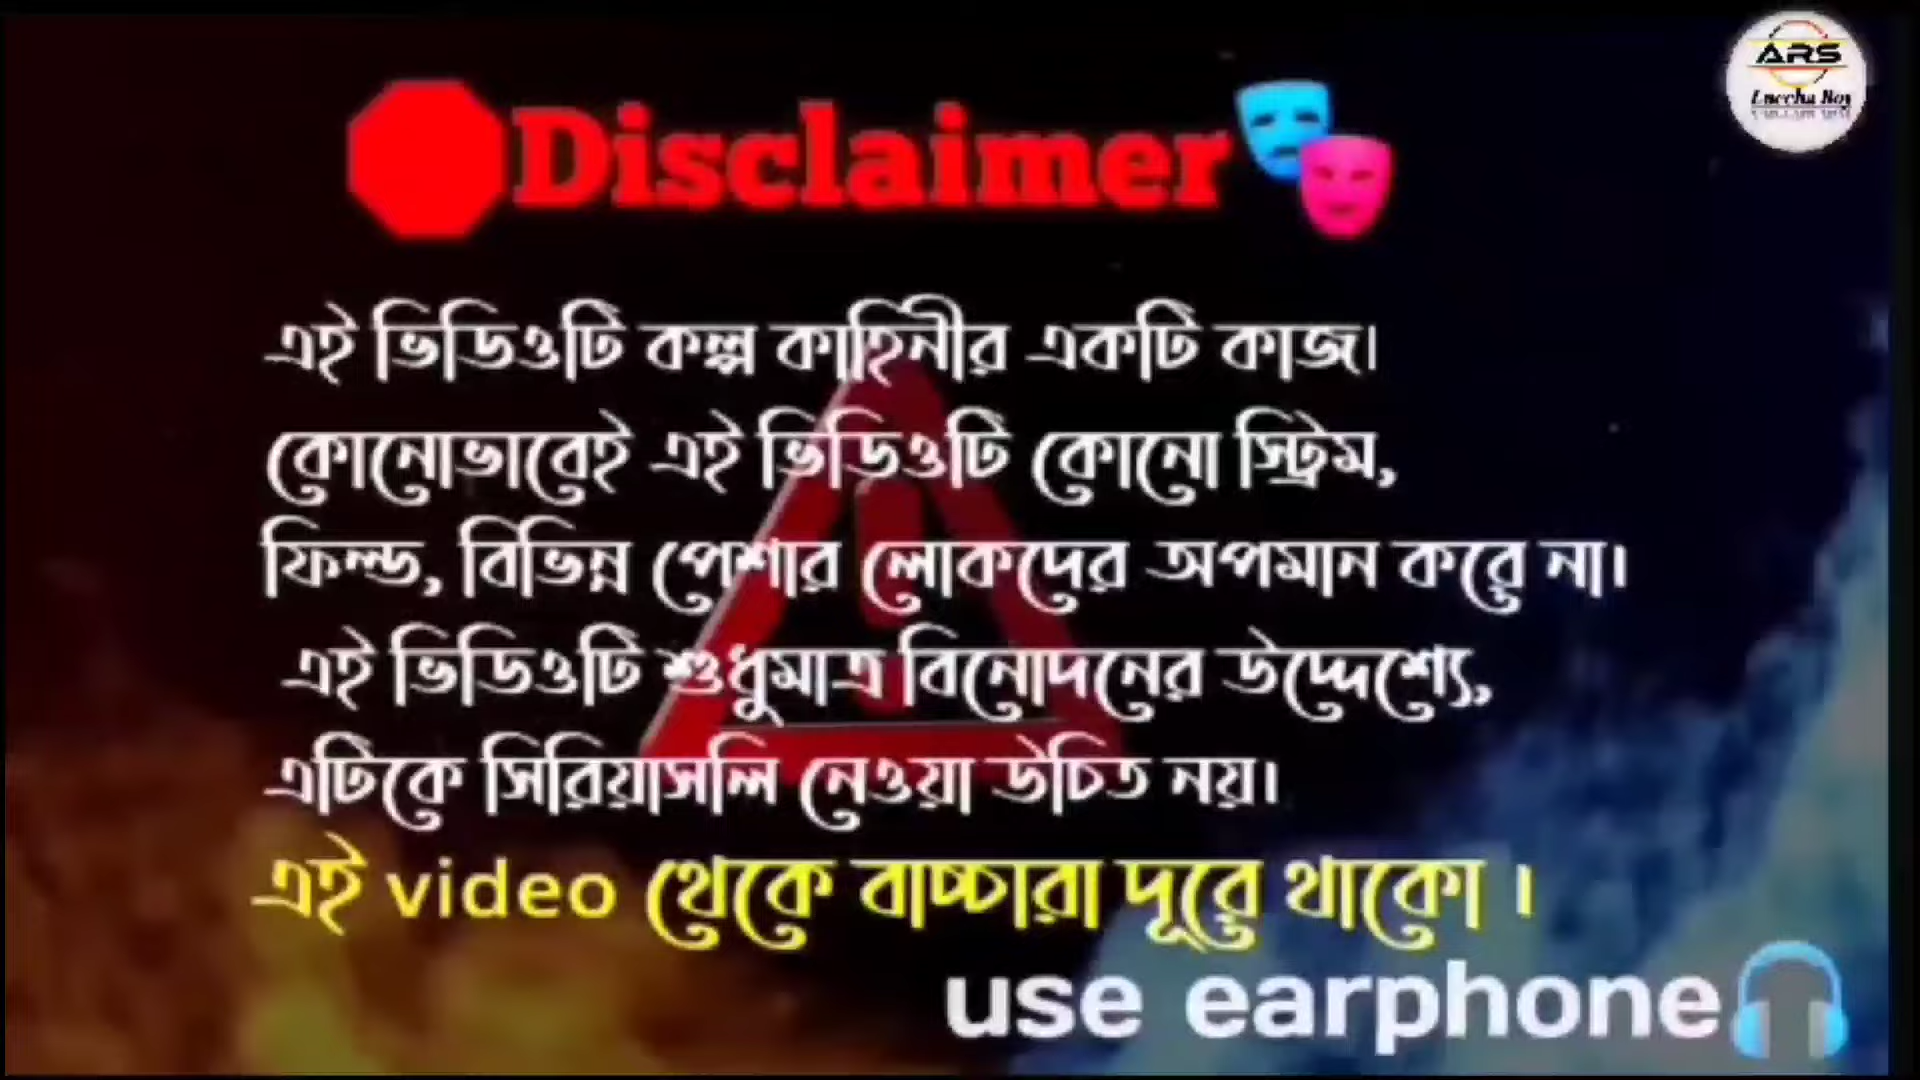 ARS
Disclaimer
এই ভিডিওটি কল্প কাহিনীর একটি কাজ।
কোনোভাবেই এই ভিডিওটি কোনো স্ট্রিম,
ফিল্ড, বিভিন্ন পেশার লোকদের অপমান করে না।
এই ভিডিওটি শুধুমাত্র বিনোদনের উদ্দেশ্যে,
এটিকে সিরিয়াসলি নেওয়া উচিত নয়।
এই video থেকে বাচ্চারা দূরে থাকো ।
use earphone